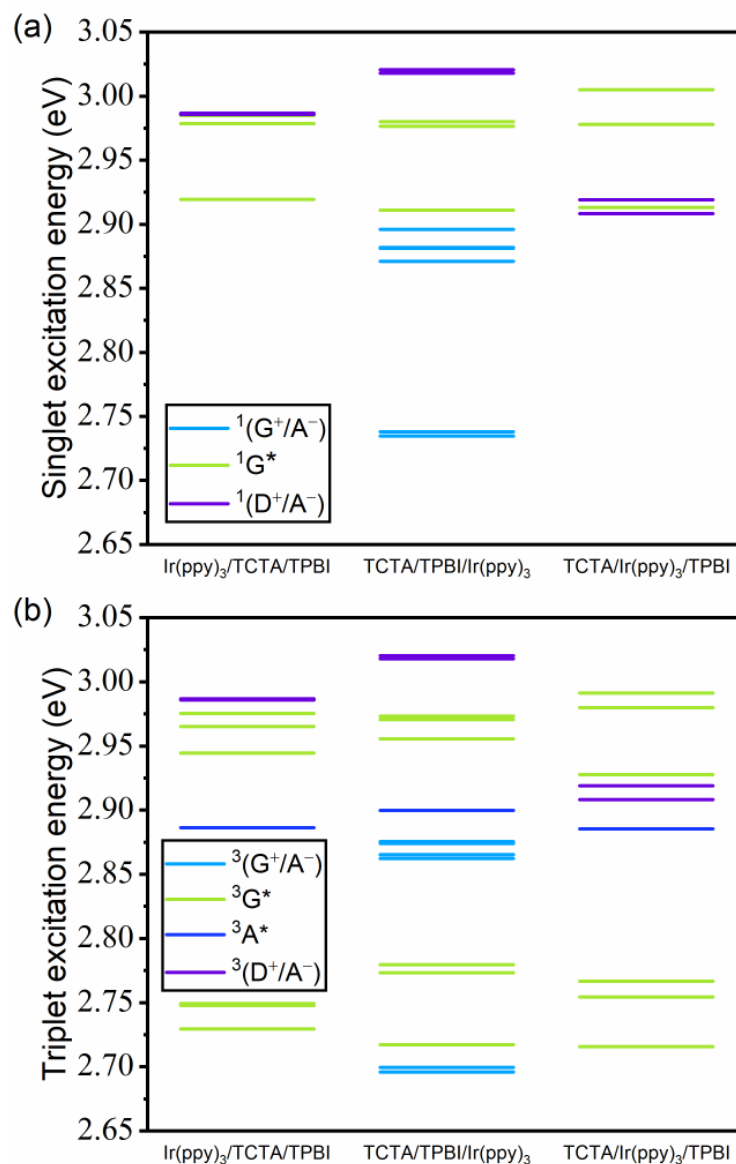 (a)
Singlet excitation energy (eV)
3.05
3.00
2.95
2.90
2.85
2.80
2.75
2.70
2.65
¹(G⁺/A⁻)
¹G*
¹(D⁺/A⁻)
Ir(ppy)₃/TCTA/TPBI TCTA/TPBI/Ir(ppy)₃ TCTA/Ir(ppy)₃/TPBI
(b)
Triplet excitation energy (eV)
3.05
3.00
2.95
2.90
2.85
2.80
2.75
2.70
2.65
³(G⁺/A⁻)
³G*
³A*
³(D⁺/A⁻)
Ir(ppy)₃/TCTA/TPBI TCTA/TPBI/Ir(ppy)₃ TCTA/Ir(ppy)₃/TPBI